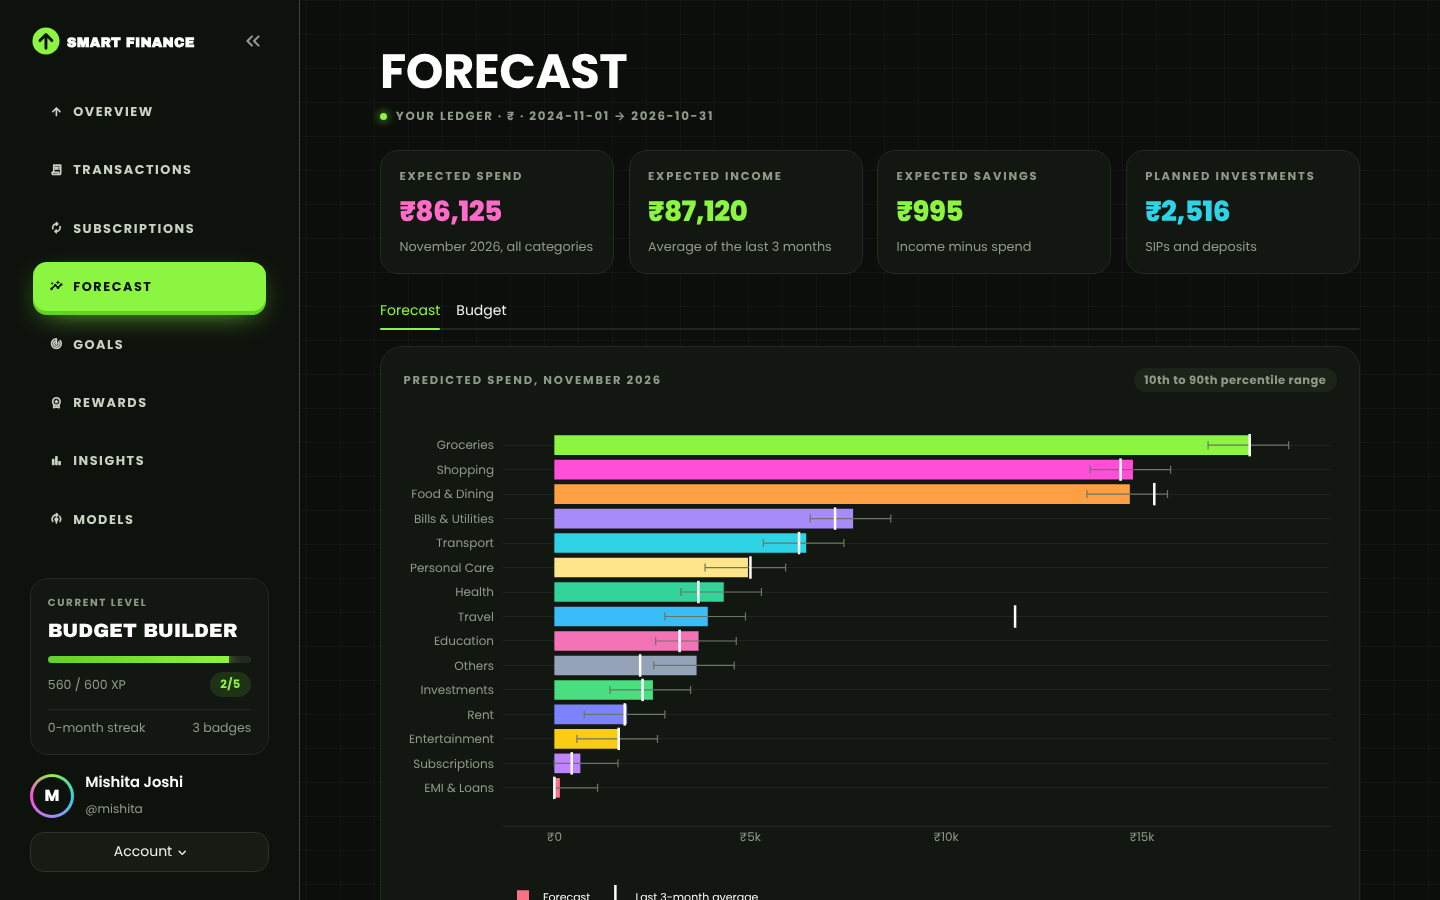 SMART FINANCE
OVERVIEW
TRANSACTIONS
SUBSCRIPTIONS
FORECAST
GOALS
REWARDS
INSIGHTS
MODELS
CURRENT LEVEL
BUDGET BUILDER
560 / 600 XP
2/5
0-month streak
3 badges
M
Mishita Joshi
@mishita
Account
FORECAST
YOUR LEDGER · ₹ · 2024-11-01 → 2026-10-31
EXPECTED SPEND
₹86,125
November 2026, all categories
EXPECTED INCOME
₹87,120
Average of the last 3 months
EXPECTED SAVINGS
₹995
Income minus spend
PLANNED INVESTMENTS
₹2,516
SIPs and deposits
Forecast Budget
PREDICTED SPEND, NOVEMBER 2026
10th to 90th percentile range
Groceries
Shopping
Food & Dining
Bills & Utilities
Transport
Personal Care
Health
Travel
Education
Others
Investments
Rent
Entertainment
Subscriptions
EMI & Loans
₹0 ₹5k ₹10k ₹15k
Forecast Last 3-month average